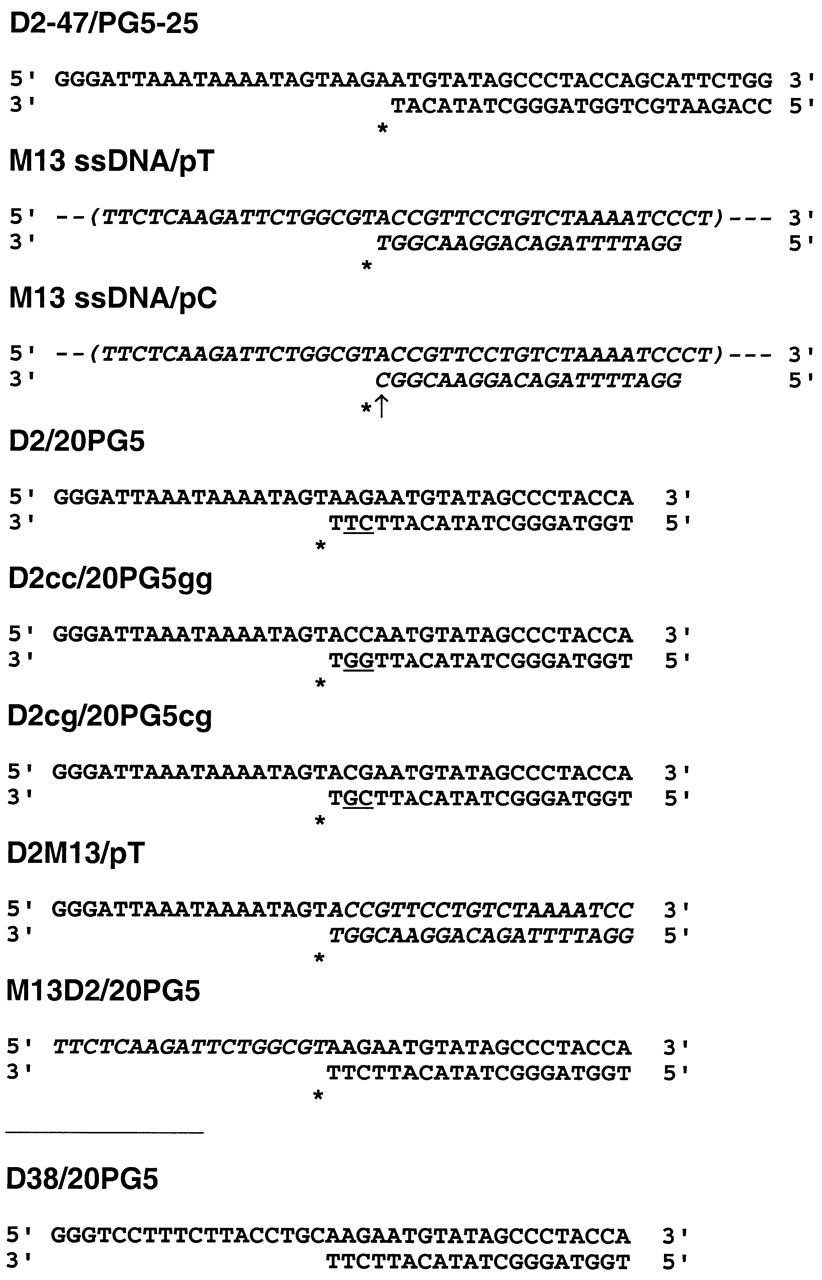 D2-47/PG5-25
5' GGGATTAAATAAAATAGTAAGAATGTATAGCCCTACCAGCATTCTGG 3'
3' TACATATCGGGATGGTCGTAAGACC 5'
*
M13 ssDNA/pT
5' --(TTCTCAAGATTCTGGCGTACCGTTCCTGTCTAAAATCCCT)--- 3'
3' TGGCAAGGACAGATTTTAGG 5'
*
M13 ssDNA/pC
5' --(TTCTCAAGATTCTGGCGTACCGTTCCTGTCTAAAATCCCT)--- 3'
3' CGGCAAGGACAGATTTTAGG 5'
*↑
D2/20PG5
5' GGGATTAAATAAAATAGTAAGAATGTATAGCCCTACCA 3'
3' TTCTTACATATCGGGATGGT 5'
*
D2cc/20PG5gg
5' GGGATTAAATAAAATAGTACCAATGTATAGCCCTACCA 3'
3' TGGTTACATATCGGGATGGT 5'
*
D2cg/20PG5cg
5' GGGATTAAATAAAATAGTACGAATGTATAGCCCTACCA 3'
3' TGCTTACATATCGGGATGGT 5'
*
D2M13/pT
5' GGGATTAAATAAAATAGTACCGTTCCTGTCTAAAATCC 3'
3' TGGCAAGGACAGATTTTAGG 5'
*
M13D2/20PG5
5' TTCTCAAGATTCTGGCGTAAGAATGTATAGCCCTACCA 3'
3' TTCTTACATATCGGGATGGT 5'
*
D38/20PG5
5' GGGTCCTTTCTTACCTGCAAGAATGTATAGCCCTACCA 3'
3' TTCTTACATATCGGGATGGT 5'